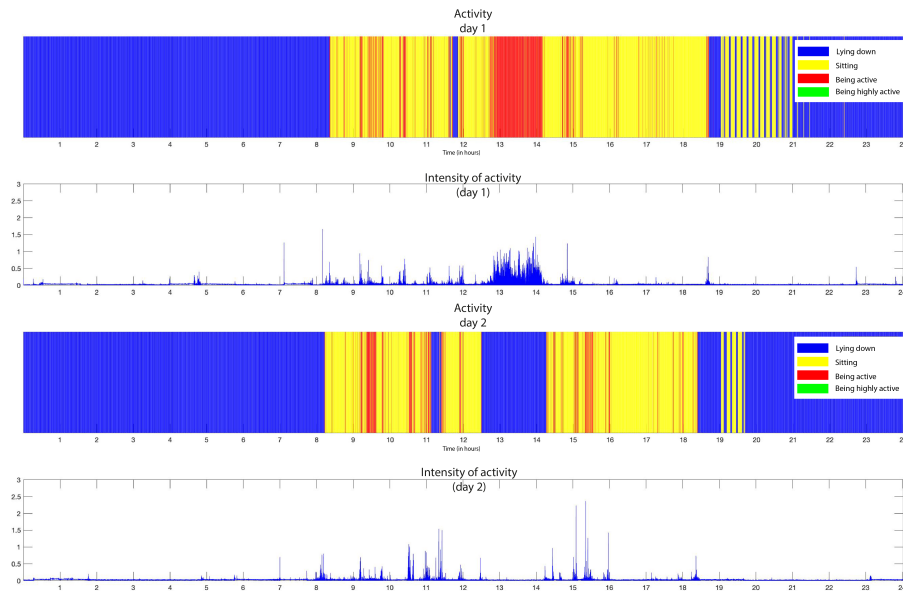 Activity
day 1
Lying down
Sitting
Being active
Being highly active
1 2 3 4 5 6 7 8 9 10 11 12 13 14 15 16 17 18 19 20 21 22 23 24
Time (in hours)
Intensity of activity
(day 1)
3
2.5
2
1.5
1
0.5
0
1 2 3 4 5 6 7 8 9 10 11 12 13 14 15 16 17 18 19 20 21 22 23 24
Activity
day 2
Lying down
Sitting
Being active
Being highly active
1 2 3 4 5 6 7 8 9 10 11 12 13 14 15 16 17 18 19 20 21 22 23 24
Time (in hours)
Intensity of activity
(day 2)
3
2.5
2
1.5
1
0.5
0
1 2 3 4 5 6 7 8 9 10 11 12 13 14 15 16 17 18 19 20 21 22 23 24